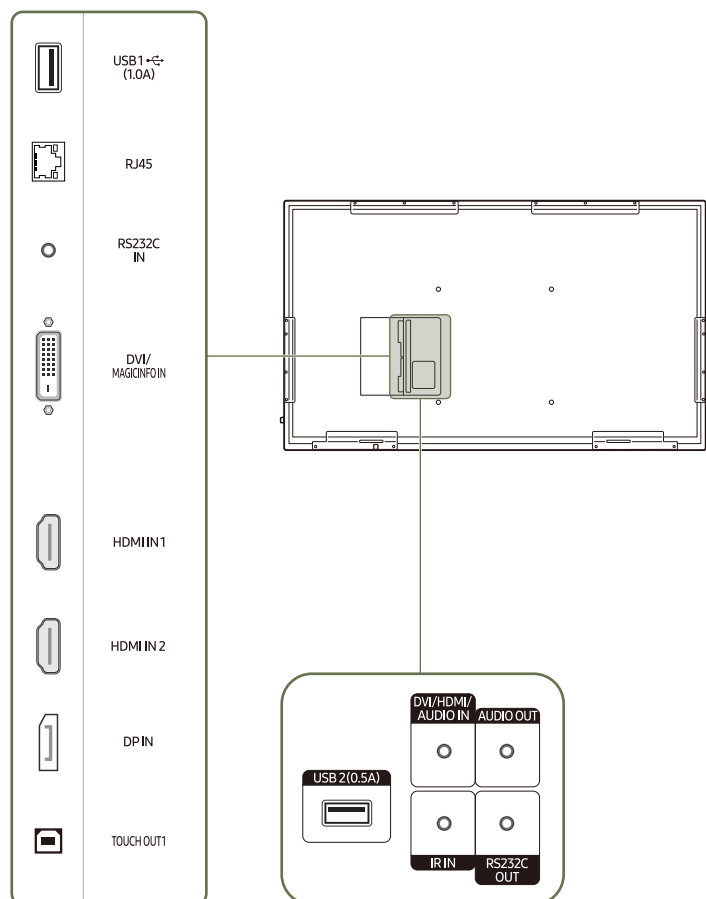 USB1
(1.0A)
RJ45
RS232C
IN
DVI/
MAGICINFO IN
HDMI IN 1
HDMI IN 2
DP IN
TOUCH OUT1
USB 2(0.5A)
DVI/HDMI/
AUDIO IN
AUDIO OUT
IR IN
RS232C
OUT